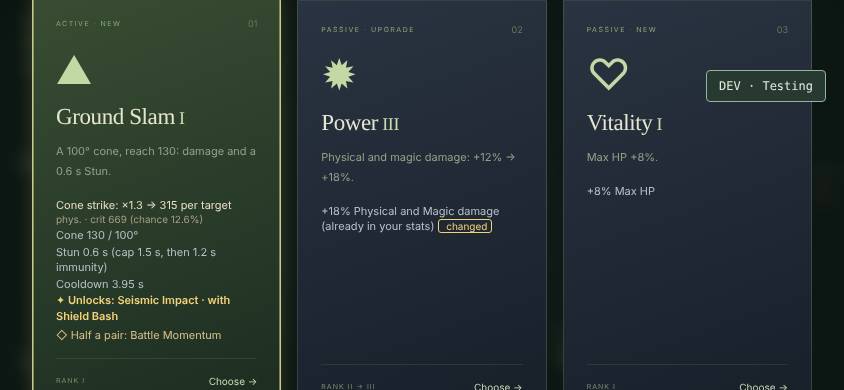 ACTIVE · NEW 01
Ground Slam I
A 100° cone, reach 130: damage and a
0.6 s Stun.
Cone strike: ×1.3 → 315 per target
phys. · crit 669 (chance 12.6%)
Cone 130 / 100°
Stun 0.6 s (cap 1.5 s, then 1.2 s
immunity)
Cooldown 3.95 s
✦ Unlocks: Seismic Impact · with
Shield Bash
◇ Half a pair: Battle Momentum
RANK I Choose →
PASSIVE · UPGRADE 02
Power III
Physical and magic damage: +12% →
+18%.
+18% Physical and Magic damage
(already in your stats) changed
RANK II → III Choose →
PASSIVE · NEW 03
DEV · Testing
Vitality I
Max HP +8%.
+8% Max HP
RANK I Choose →